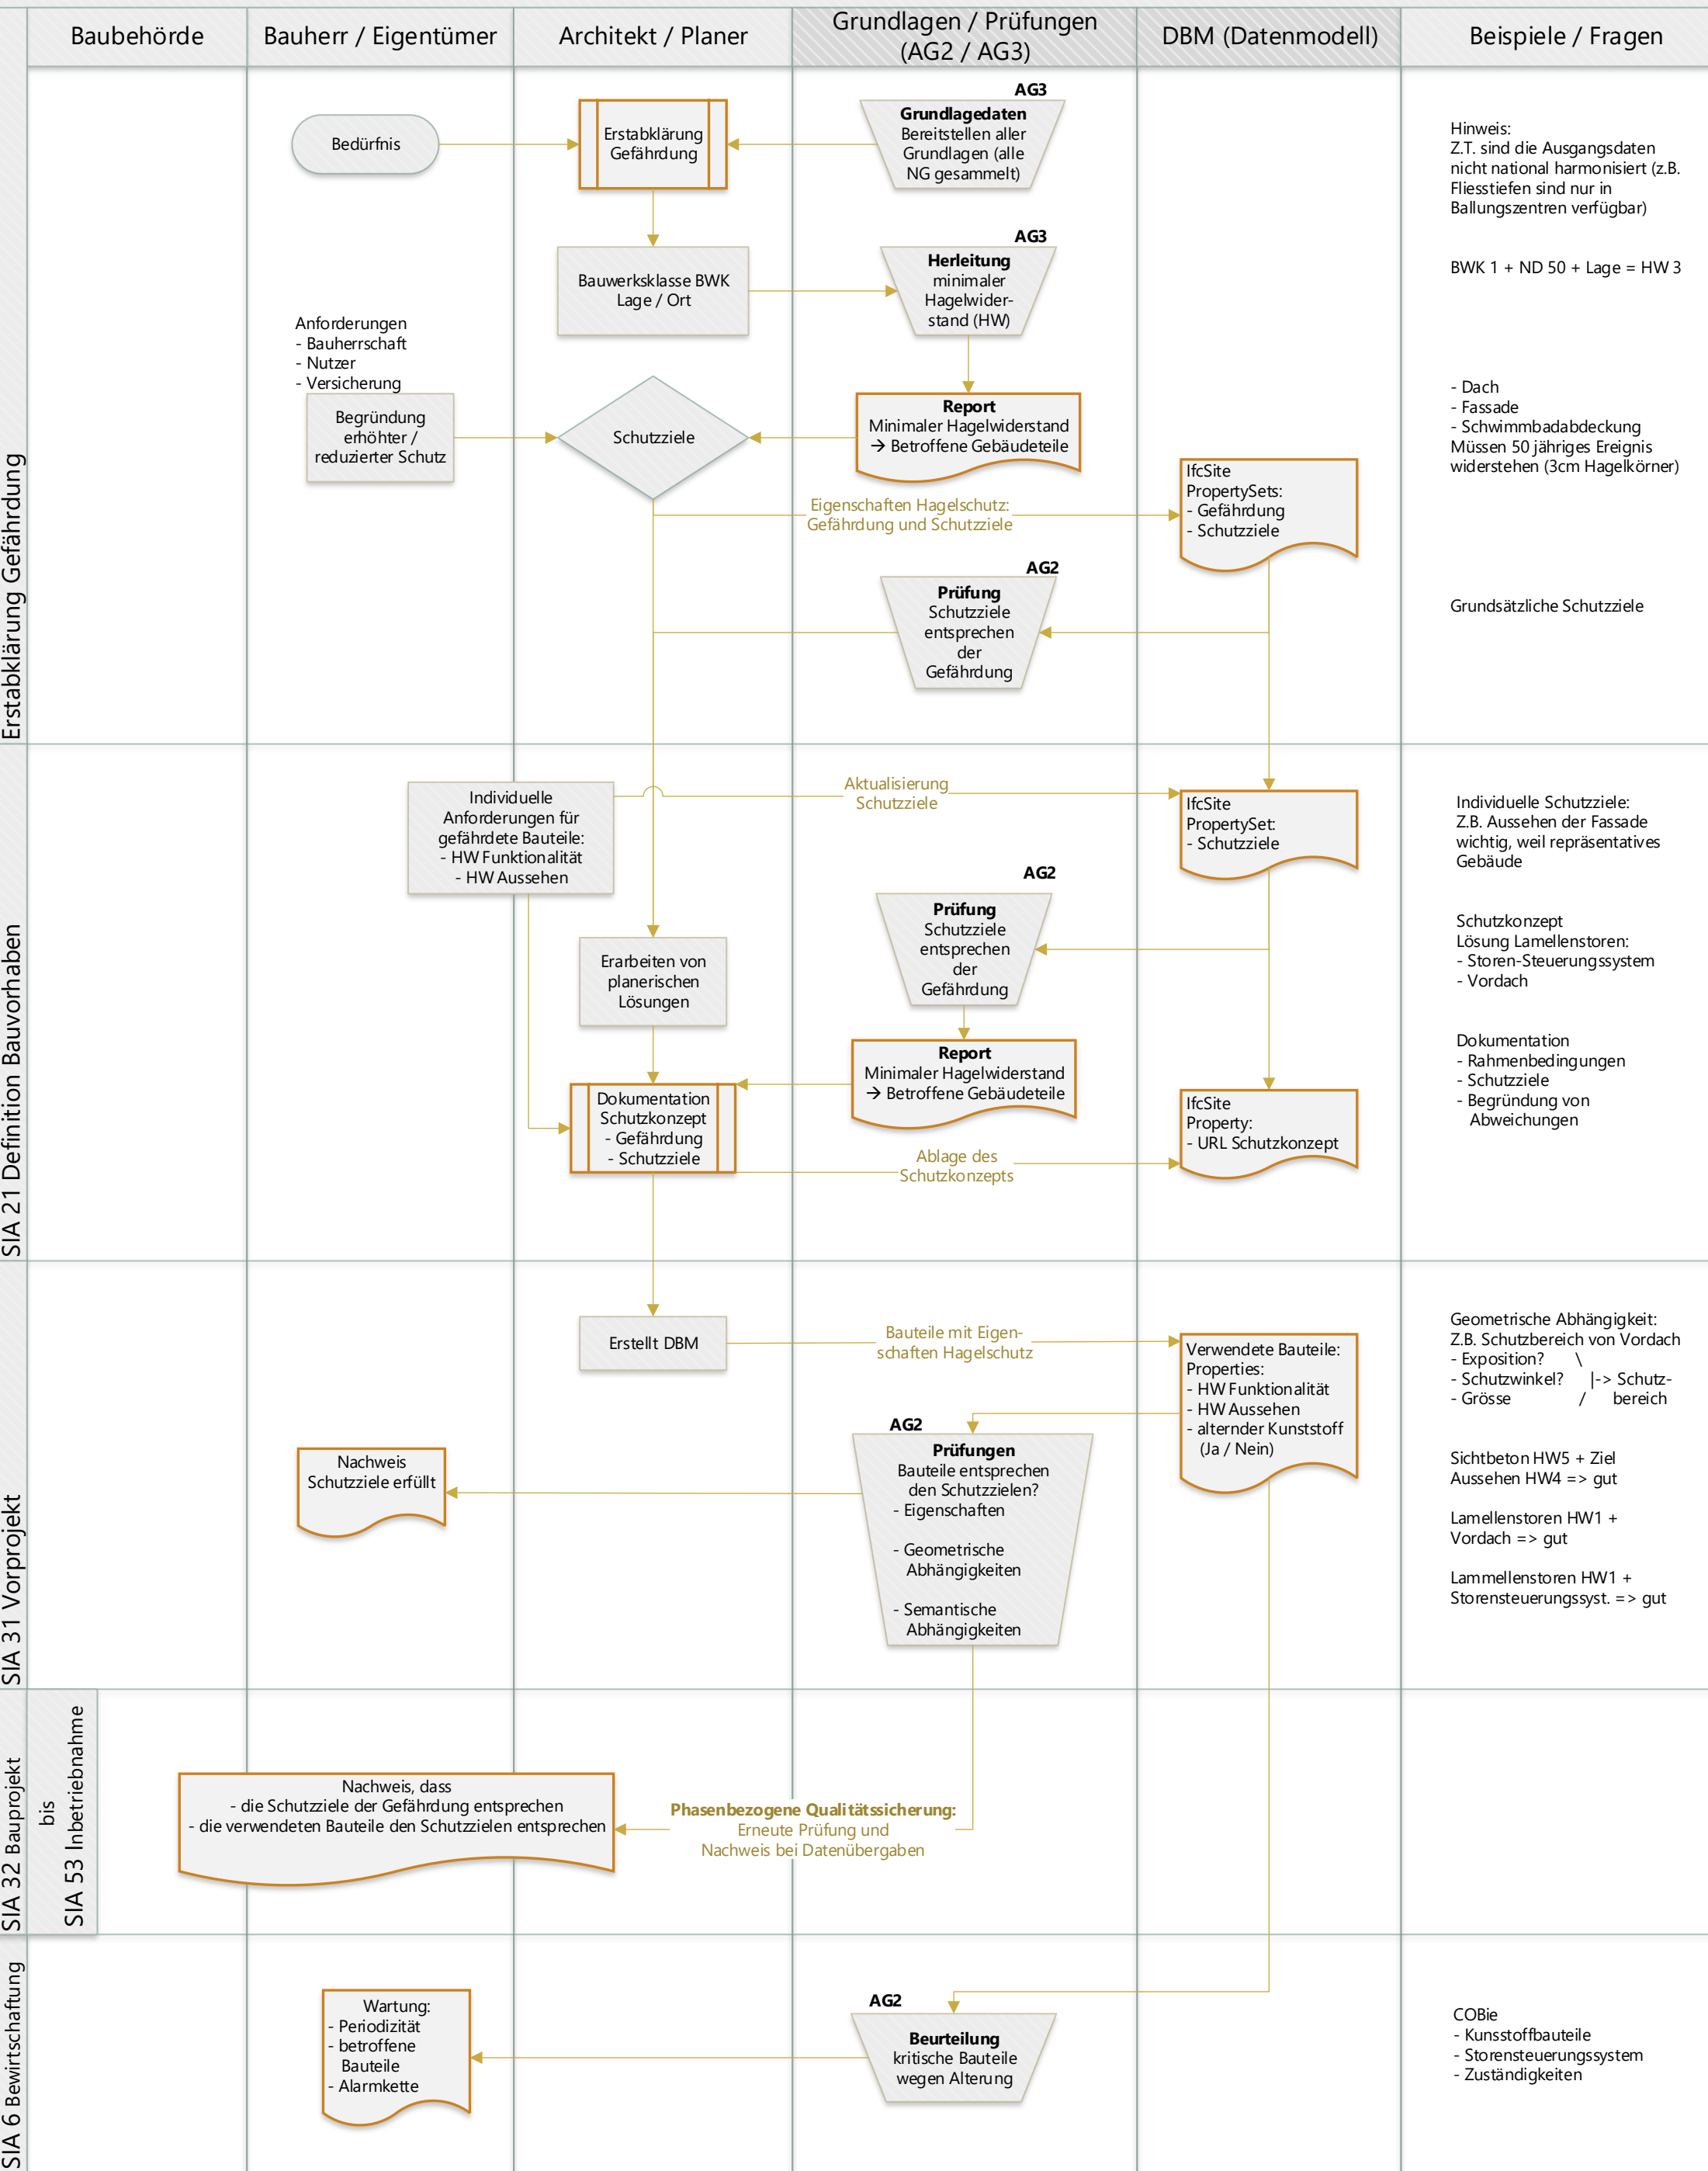 Baubehörde
Bauherr / Eigentümer
Architekt / Planer
Grundlagen / Prüfungen
(AG2 / AG3)
DBM (Datenmodell)
Beispiele / Fragen
Erstabklärung Gefährdung
Bedürfnis
Erstabklärung
Gefährdung
AG3
Grundlagedaten
Bereitstellen aller
Grundlagen (alle
NG gesammelt)
Hinweis:
Z.T. sind die Ausgangsdaten
nicht national harmonisiert (z.B.
Fliesstiefen sind nur in
Ballungszentren verfügbar)
Bauwerksklasse BWK
Lage / Ort
AG3
Herleitung
minimaler
Hagelwider-
stand (HW)
BWK 1 + ND 50 + Lage = HW 3
Anforderungen
- Bauherrschaft
- Nutzer
- Versicherung
Begründung
erhöhter /
reduzierter Schutz
Schutzziele
Report
Minimaler Hagelwiderstand
→ Betroffene Gebäudeteile
- Dach
- Fassade
- Schwimmbadabdeckung
Müssen 50 jähriges Ereignis
widerstehen (3cm Hagelkörner)
Eigenschaften Hagelschutz:
Gefährdung und Schutzziele
IfcSite
PropertySets:
- Gefährdung
- Schutzziele
AG2
Prüfung
Schutzziele
entsprechen
der
Gefährdung
Grundsätzliche Schutzziele
SIA 21 Definition Bauvorhaben
Individuelle
Anforderungen für
gefährdete Bauteile:
- HW Funktionalität
- HW Aussehen
Aktualisierung
Schutzziele
IfcSite
PropertySet:
- Schutzziele
Individuelle Schutzziele:
Z.B. Aussehen der Fassade
wichtig, weil repräsentatives
Gebäude
AG2
Prüfung
Schutzziele
entsprechen
der
Gefährdung
Erarbeiten von
planerischen
Lösungen
Schutzkonzept
Lösung Lamellenstoren:
- Storen-Steuerungssystem
- Vordach
Report
Minimaler Hagelwiderstand
→ Betroffene Gebäudeteile
Dokumentation
Schutzkonzept
- Gefährdung
- Schutzziele
Ablage des
Schutzkonzepts
IfcSite
Property:
- URL Schutzkonzept
Dokumentation
- Rahmenbedingungen
- Schutzziele
- Begründung von
Abweichungen
SIA 31 Vorprojekt
Erstellt DBM
Bauteile mit Eigen-
schaften Hagelschutz
Verwendete Bauteile:
Properties:
- HW Funktionalität
- HW Aussehen
- alternder Kunststoff
(Ja / Nein)
Geometrische Abhängigkeit:
Z.B. Schutzbereich von Vordach
- Exposition? \
- Schutzwinkel? |-> Schutz-
- Grösse / bereich
AG2
Prüfungen
Bauteile entsprechen
den Schutzzielen?
- Eigenschaften
- Geometrische
Abhängigkeiten
- Semantische
Abhängigkeiten
Nachweis
Schutzziele erfüllt
Sichtbeton HW5 + Ziel
Aussehen HW4 => gut
Lamellenstoren HW1 +
Vordach => gut
Lammellenstoren HW1 +
Storensteuerungssyst. => gut
SIA 32 Bauprojekt
bis
SIA 53 Inbetriebnahme
Nachweis, dass
- die Schutzziele der Gefährdung entsprechen
- die verwendeten Bauteile den Schutzzielen entsprechen
Phasenbezogene Qualitätssicherung:
Erneute Prüfung und
Nachweis bei Datenübergaben
SIA 6 Bewirtschaftung
Wartung:
- Periodizität
- betroffene
Bauteile
- Alarmkette
AG2
Beurteilung
kritische Bauteile
wegen Alterung
COBie
- Kunsstoffbauteile
- Storensteuerungssystem
- Zuständigkeiten